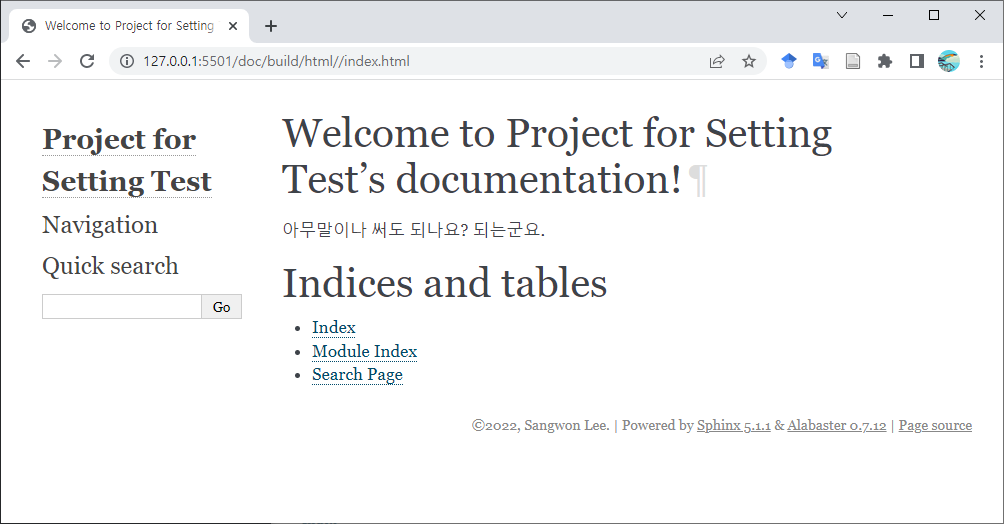 Welcome to Project for Setting
127.0.0.1:5501/doc/build/html//index.html
Project for
Setting Test
Navigation
Quick search
Go
Welcome to Project for Setting
Test’s documentation!¶
아무말이나 써도 되나요? 되는군요.
Indices and tables
Index
Module Index
Search Page
©2022, Sangwon Lee. | Powered by Sphinx 5.1.1 & Alabaster 0.7.12 | Page source